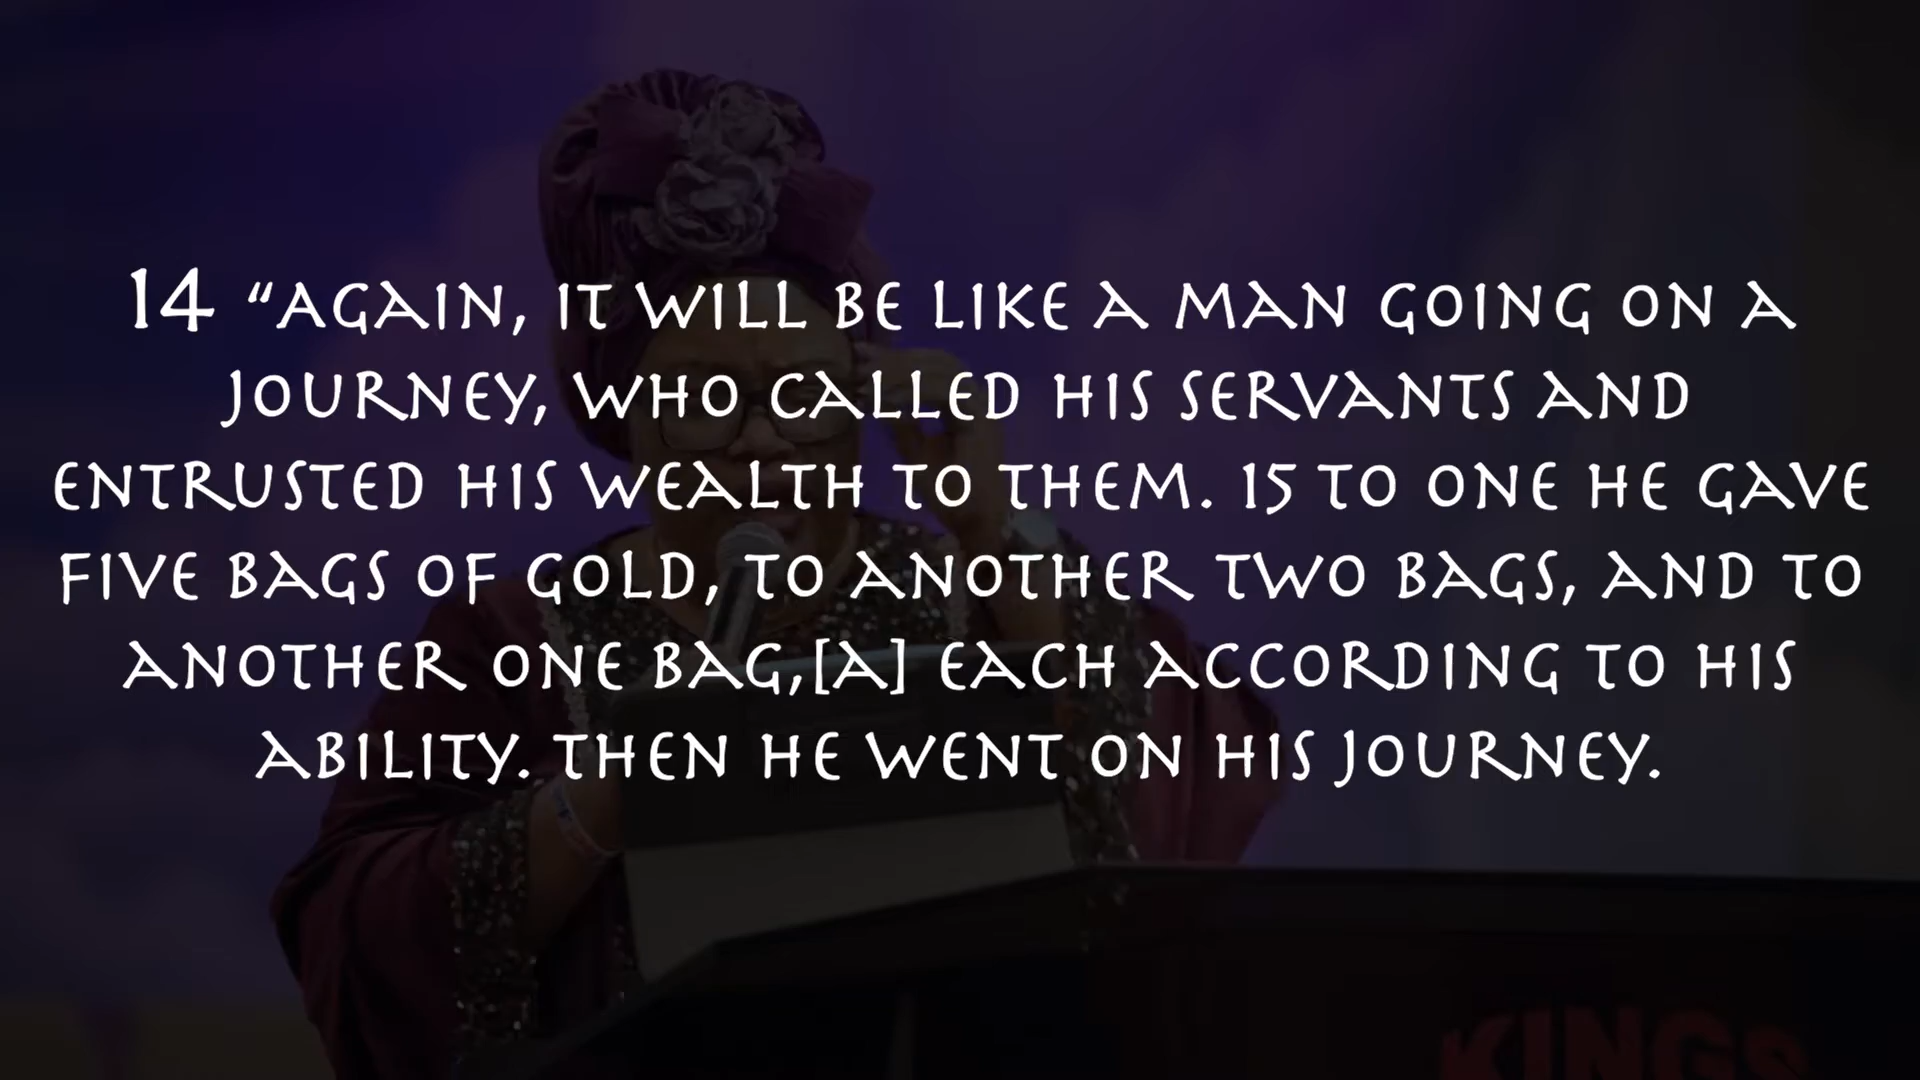 14 “AGAIN, IT WILL BE LIKE A MAN GOING ON A
JOURNEY, WHO CALLED HIS SERVANTS AND
ENTRUSTED HIS WEALTH TO THEM. 15 TO ONE HE GAVE
FIVE BAGS OF GOLD, TO ANOTHER TWO BAGS, AND TO
ANOTHER ONE BAG,[A] EACH ACCORDING TO HIS
ABILITY. THEN HE WENT ON HIS JOURNEY.
KINGS